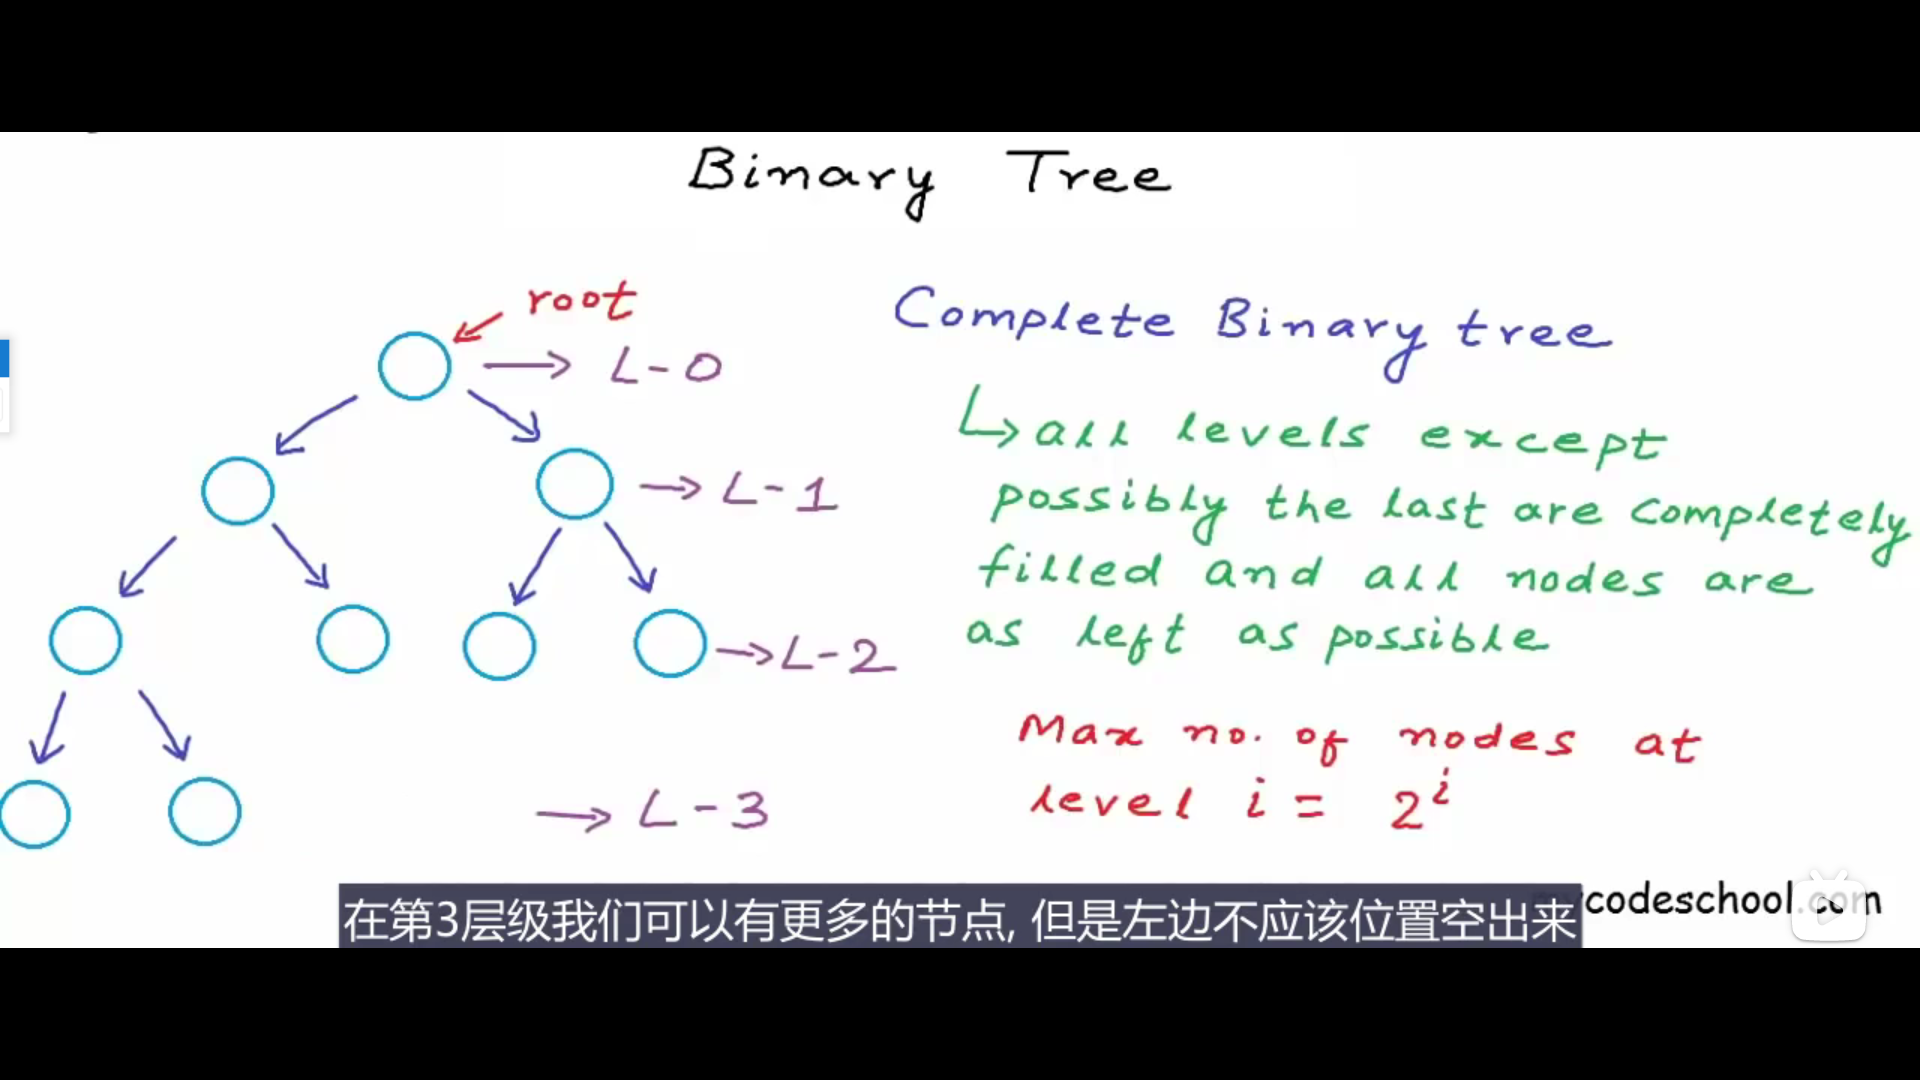 Binary Tree
root
L-0
L-1
L-2
L-3
Complete Binary tree
all levels except
possibly the last are completely
filled and all nodes are
as left as possible
Max no. of nodes at
level i = 2^i
mycodeschool.com
在第3层级我们可以有更多的节点, 但是左边不应该位置空出来